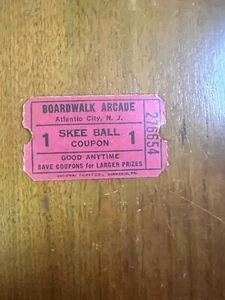 BOARDWALK ARCADE
Atlantic City, N. J.
1 SKEE BALL 1
COUPON
GOOD ANYTIME
SAVE COUPONS for LARGER PRIZES
276654